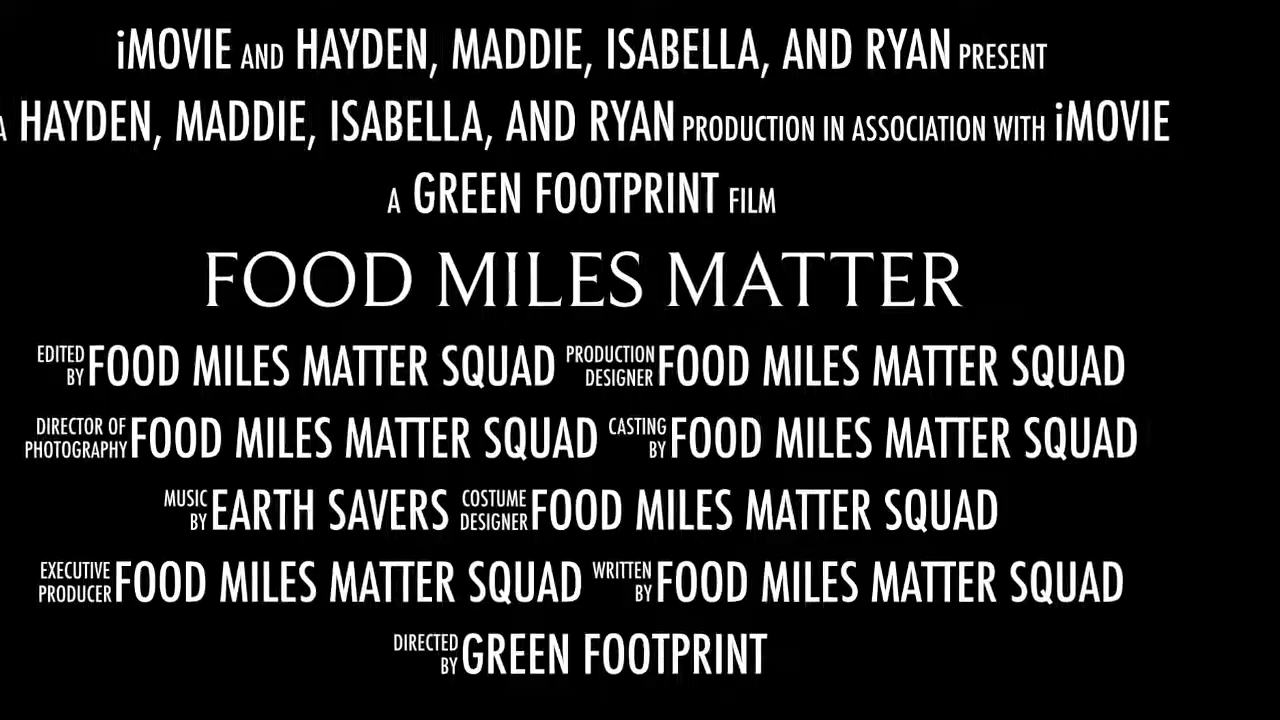 iMOVIE AND HAYDEN, MADDIE, ISABELLA, AND RYAN PRESENT
A HAYDEN, MADDIE, ISABELLA, AND RYAN PRODUCTION IN ASSOCIATION WITH iMOVIE
A GREEN FOOTPRINT FILM
FOOD MILES MATTER
EDITED BY FOOD MILES MATTER SQUAD PRODUCTION DESIGNER FOOD MILES MATTER SQUAD
DIRECTOR OF PHOTOGRAPHY FOOD MILES MATTER SQUAD CASTING BY FOOD MILES MATTER SQUAD
MUSIC BY EARTH SAVERS COSTUME DESIGNER FOOD MILES MATTER SQUAD
EXECUTIVE PRODUCER FOOD MILES MATTER SQUAD WRITTEN BY FOOD MILES MATTER SQUAD
DIRECTED BY GREEN FOOTPRINT